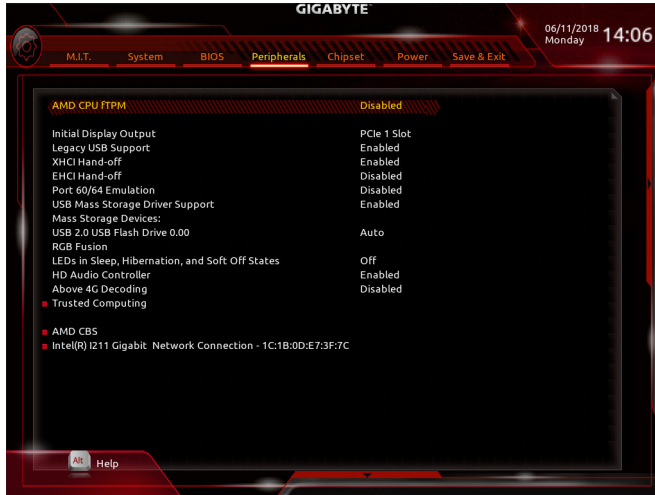 GIGABYTE™
06/11/2018
Monday
14:06
M.I.T. System BIOS Peripherals Chipset Power Save & Exit
AMD CPU fTPM Disabled
Initial Display Output PCIe 1 Slot
Legacy USB Support Enabled
XHCI Hand-off Enabled
EHCI Hand-off Disabled
Port 60/64 Emulation Disabled
USB Mass Storage Driver Support Enabled
Mass Storage Devices:
USB 2.0 USB Flash Drive 0.00 Auto
RGB Fusion
LEDs in Sleep, Hibernation, and Soft Off States Off
HD Audio Controller Enabled
Above 4G Decoding Disabled
Trusted Computing
AMD CBS
Intel(R) I211 Gigabit Network Connection - 1C:1B:0D:E7:3F:7C
Alt Help